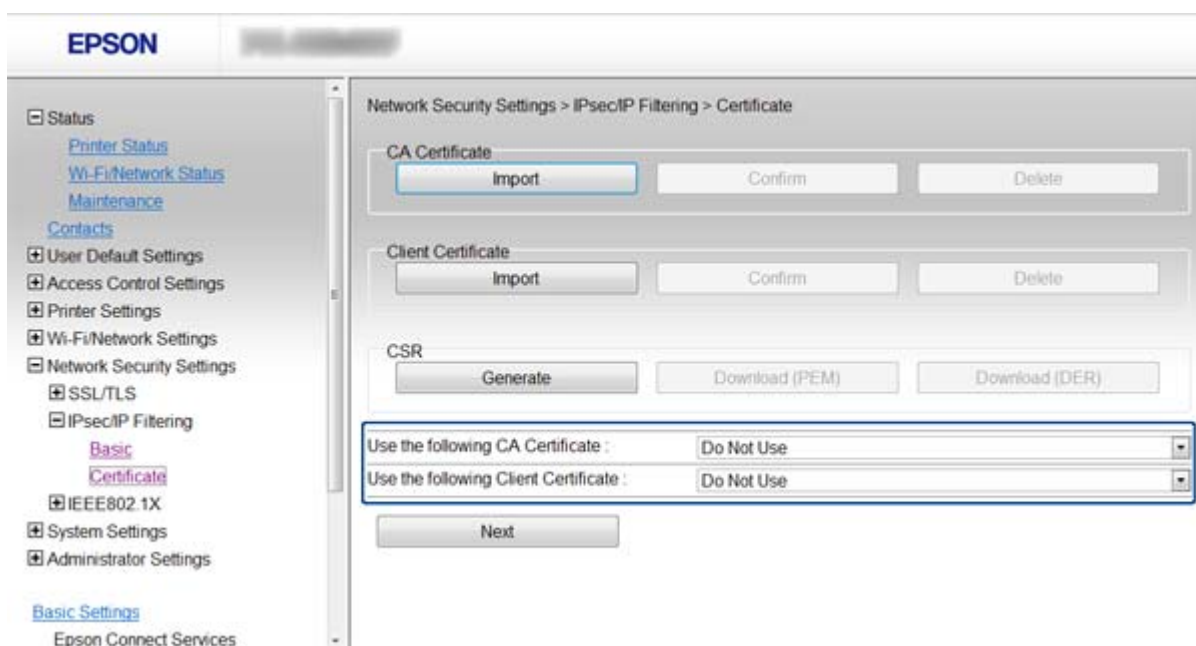 EPSON
Status
Printer Status
Wi-Fi/Network Status
Maintenance
Contacts
User Default Settings
Access Control Settings
Printer Settings
Wi-Fi/Network Settings
Network Security Settings
SSL/TLS
IPsec/IP Filtering
Basic
Certificate
IEEE802.1X
System Settings
Administrator Settings
Basic Settings
Epson Connect Services
Network Security Settings > IPsec/IP Filtering > Certificate
CA Certificate
Import Confirm Delete
Client Certificate
Import Confirm Delete
CSR
Generate Download (PEM) Download (DER)
Use the following CA Certificate : Do Not Use
Use the following Client Certificate : Do Not Use
Next